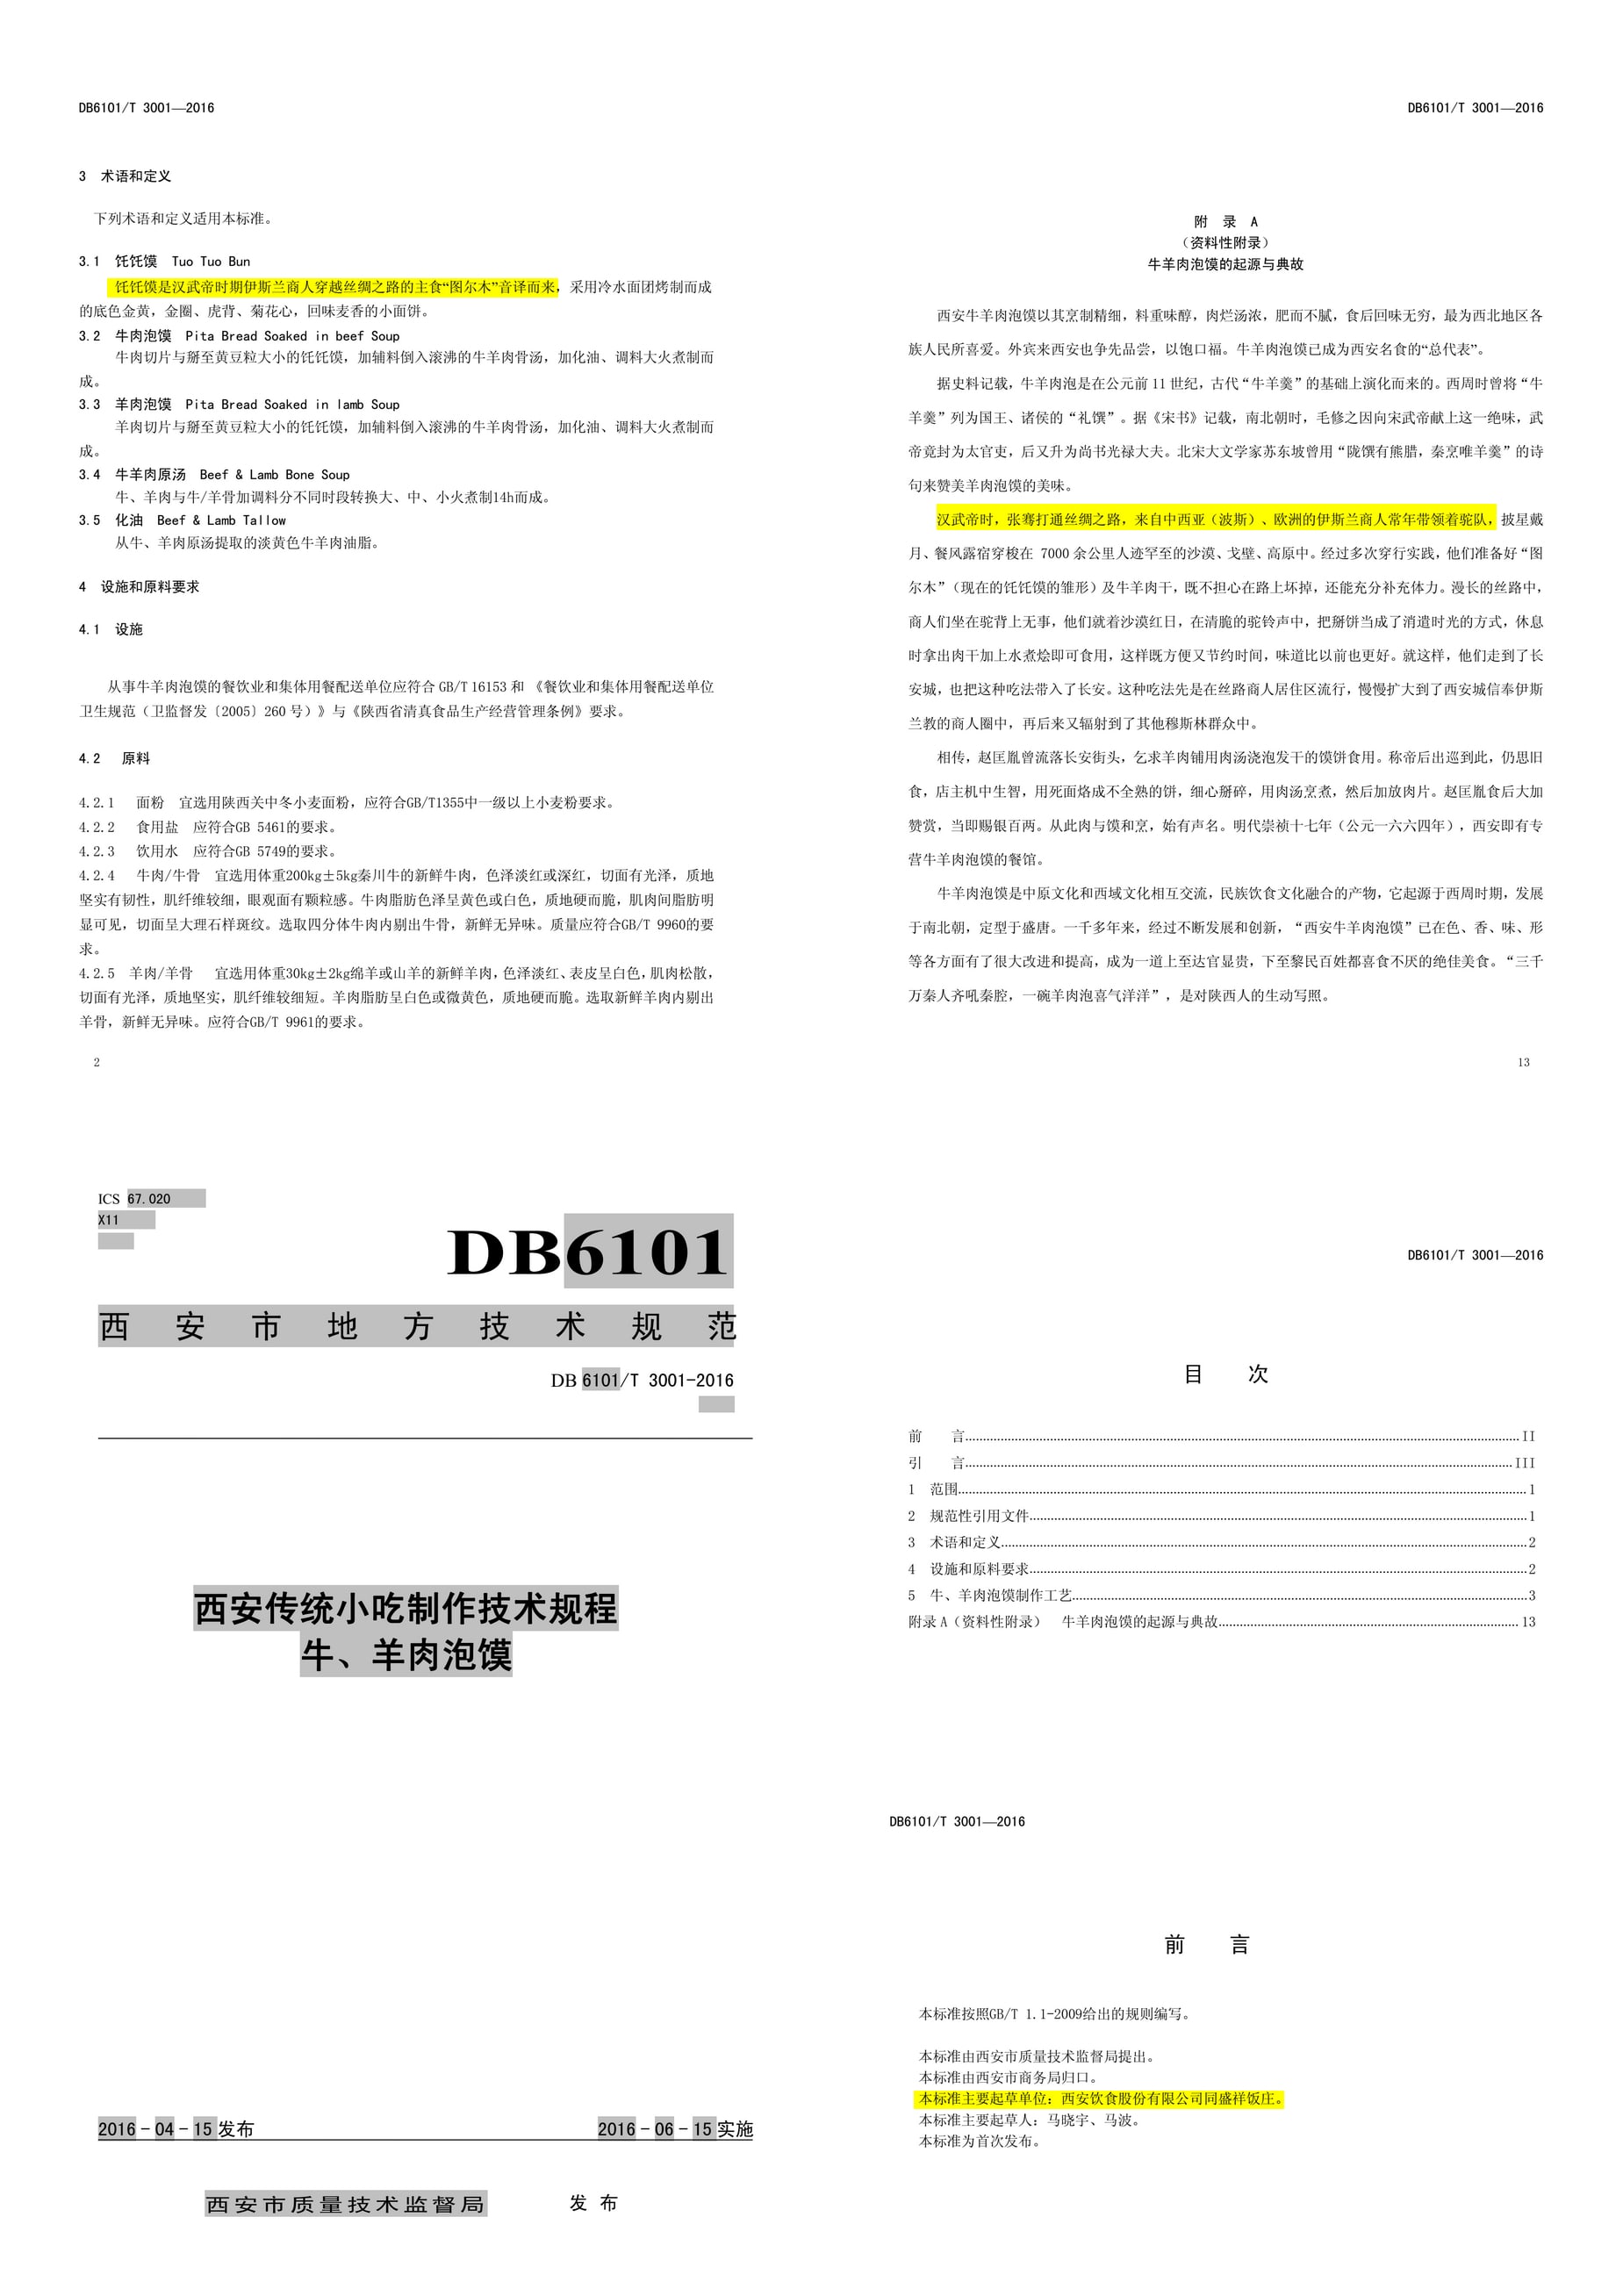 DB6101/T 3001—2016
3 术语和定义
下列术语和定义适用本标准。
3.1 饦饦馍 Tuo Tuo Bun
饦饦馍是汉武帝时期伊斯兰商人穿越丝绸之路的主食“图尔木”音译而来，采用冷水面团烤制而成
的底色金黄，金圈、虎背、菊花心，回味麦香的小面饼。
3.2 牛肉泡馍 Pita Bread Soaked in beef Soup
牛肉切片与掰至黄豆粒大小的饦饦馍，加辅料倒入滚沸的牛羊肉骨汤，加化油、调料大火煮制而
成。
3.3 羊肉泡馍 Pita Bread Soaked in lamb Soup
羊肉切片与掰至黄豆粒大小的饦饦馍，加辅料倒入滚沸的牛羊肉骨汤，加化油、调料大火煮制而
成。
3.4 牛羊肉原汤 Beef & Lamb Bone Soup
牛、羊肉与牛/羊骨加调料分不同时段转换大、中、小火煮制14h而成。
3.5 化油 Beef & Lamb Tallow
从牛、羊肉原汤提取的淡黄色牛羊肉油脂。
4 设施和原料要求
4.1 设施
从事牛羊肉泡馍的餐饮业和集体用餐配送单位应符合 GB/T 16153 和 《餐饮业和集体用餐配送单位
卫生规范（卫监督发〔2005〕260 号）》与《陕西省清真食品生产经营管理条例》要求。
4.2 原料
4.2.1 面粉 宜选用陕西关中冬小麦面粉，应符合GB/T1355中一级以上小麦粉要求。
4.2.2 食用盐 应符合GB 5461的要求。
4.2.3 饮用水 应符合GB 5749的要求。
4.2.4 牛肉/牛骨 宜选用体重200kg±5kg秦川牛的新鲜牛肉，色泽淡红或深红，切面有光泽，质地
坚实有韧性，肌纤维较细，眼观面有颗粒感。牛肉脂肪色泽呈黄色或白色，质地硬而脆，肌肉间脂肪明
显可见，切面呈大理石样斑纹。选取四分体牛肉内剔出牛骨，新鲜无异味。质量应符合GB/T 9960的要
求。
4.2.5 羊肉/羊骨 宜选用体重30kg±2kg绵羊或山羊的新鲜羊肉，色泽淡红、表皮呈白色，肌肉松散，
切面有光泽，质地坚实，肌纤维较细短。羊肉脂肪呈白色或微黄色，质地硬而脆。选取新鲜羊肉内剔出
羊骨，新鲜无异味。应符合GB/T 9961的要求。
2
DB6101/T 3001—2016
附 录 A
（资料性附录）
牛羊肉泡馍的起源与典故
西安牛羊肉泡馍以其烹制精细，料重味醇，肉烂汤浓，肥而不腻，食后回味无穷，最为西北地区各
族人民所喜爱。外宾来西安也争先品尝，以饱口福。牛羊肉泡馍已成为西安名食的“总代表”。
据史料记载，牛羊肉泡是在公元前 11 世纪，古代“牛羊羹”的基础上演化而来的。西周时曾将“牛
羊羹”列为国王、诸侯的“礼馔”。据《宋书》记载，南北朝时，毛修之因向宋武帝献上这一绝味，武
帝竟封为太官吏，后又升为尚书光禄大夫。北宋大文学家苏东坡曾用“陇馔有熊腊，秦烹唯羊羹”的诗
句来赞美羊肉泡馍的美味。
汉武帝时，张骞打通丝绸之路，来自中西亚（波斯）、欧洲的伊斯兰商人常年带领着驼队，披星戴
月、餐风露宿穿梭在 7000 余公里人迹罕至的沙漠、戈壁、高原中。经过多次穿行实践，他们准备好“图
尔木”（现在的饦饦馍的雏形）及牛羊肉干，既不担心在路上坏掉，还能充分补充体力。漫长的丝路中，
商人们坐在驼背上无事，他们就着沙漠红日，在清脆的驼铃声中，把掰饼当成了消遣时光的方式，休息
时拿出肉干加上水煮烩即可食用，这样既方便又节约时间，味道比以前也更好。就这样，他们走到了长
安城，也把这种吃法带入了长安。这种吃法先是在丝路商人居住区流行，慢慢扩大到了西安城信奉伊斯
兰教的商人圈中，再后来又辐射到了其他穆斯林群众中。
相传，赵匡胤曾流落长安街头，乞求羊肉铺用肉汤浇泡发干的馍饼食用。称帝后出巡到此，仍思旧
食，店主机中生智，用死面烙成不全熟的饼，细心掰碎，用肉汤烹煮，然后加放肉片。赵匡胤食后大加
赞赏，当即赐银百两。从此肉与馍和烹，始有声名。明代崇祯十七年（公元一六六四年），西安即有专
营牛羊肉泡馍的餐馆。
牛羊肉泡馍是中原文化和西域文化相互交流，民族饮食文化融合的产物，它起源于西周时期，发展
于南北朝，定型于盛唐。一千多年来，经过不断发展和创新，“西安牛羊肉泡馍”已在色、香、味、形
等各方面有了很大改进和提高，成为一道上至达官显贵，下至黎民百姓都喜食不厌的绝佳美食。“三千
万秦人齐吼秦腔，一碗羊肉泡喜气洋洋”，是对陕西人的生动写照。
13
ICS 67.020
X11
DB6101
西安市地方技术规范
DB 6101/T 3001-2016
西安传统小吃制作技术规程
牛、羊肉泡馍
2016-04-15发布
2016-06-15实施
西安市质量技术监督局 发布
DB6101/T 3001—2016
目 次
前 言 II
引 言 III
1 范围 1
2 规范性引用文件 1
3 术语和定义 2
4 设施和原料要求 2
5 牛、羊肉泡馍制作工艺 3
附录 A（资料性附录） 牛羊肉泡馍的起源与典故 13
DB6101/T 3001—2016
前 言
本标准按照GB/T 1.1-2009给出的规则编写。
本标准由西安市质量技术监督局提出。
本标准由西安市商务局归口。
本标准主要起草单位：西安饮食股份有限公司同盛祥饭庄。
本标准主要起草人：马晓宇、马波。
本标准为首次发布。